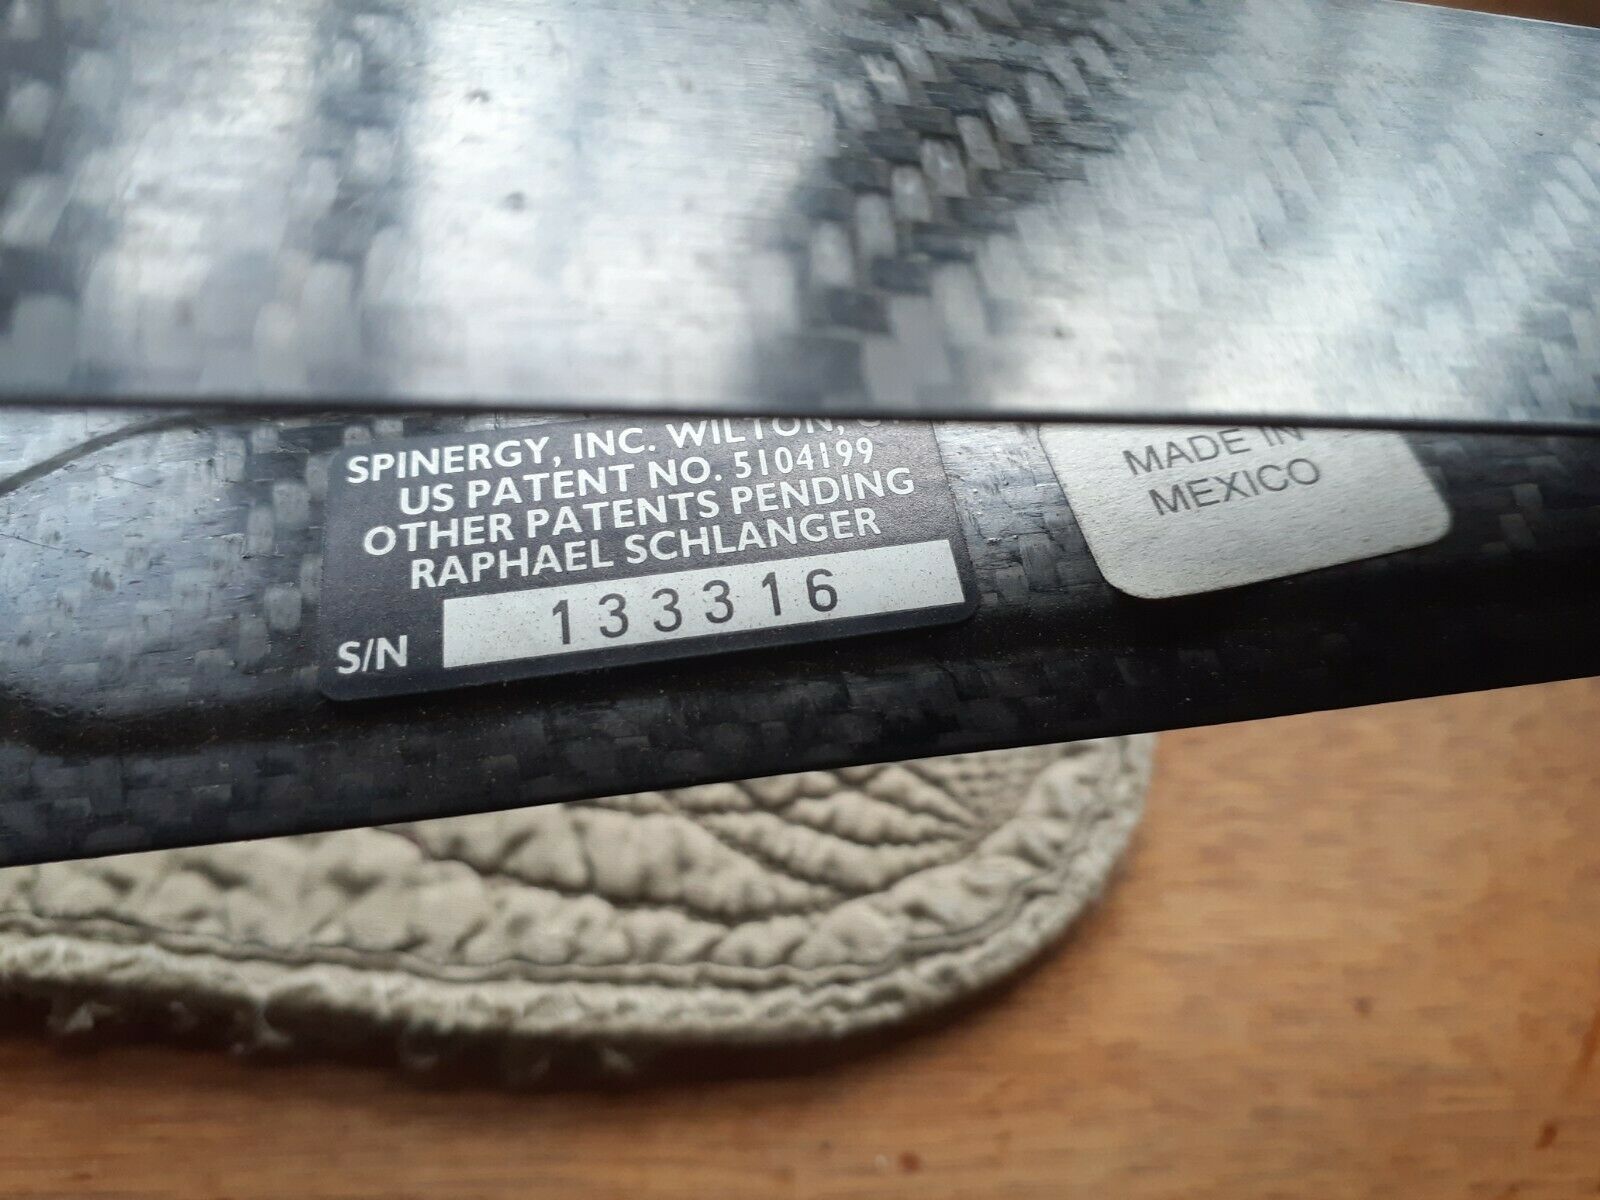 SPINERGY, INC. WILTON,
US PATENT NO. 5104199
OTHER PATENTS PENDING
RAPHAEL SCHLANGER
S/N 133316
MADE IN
MEXICO